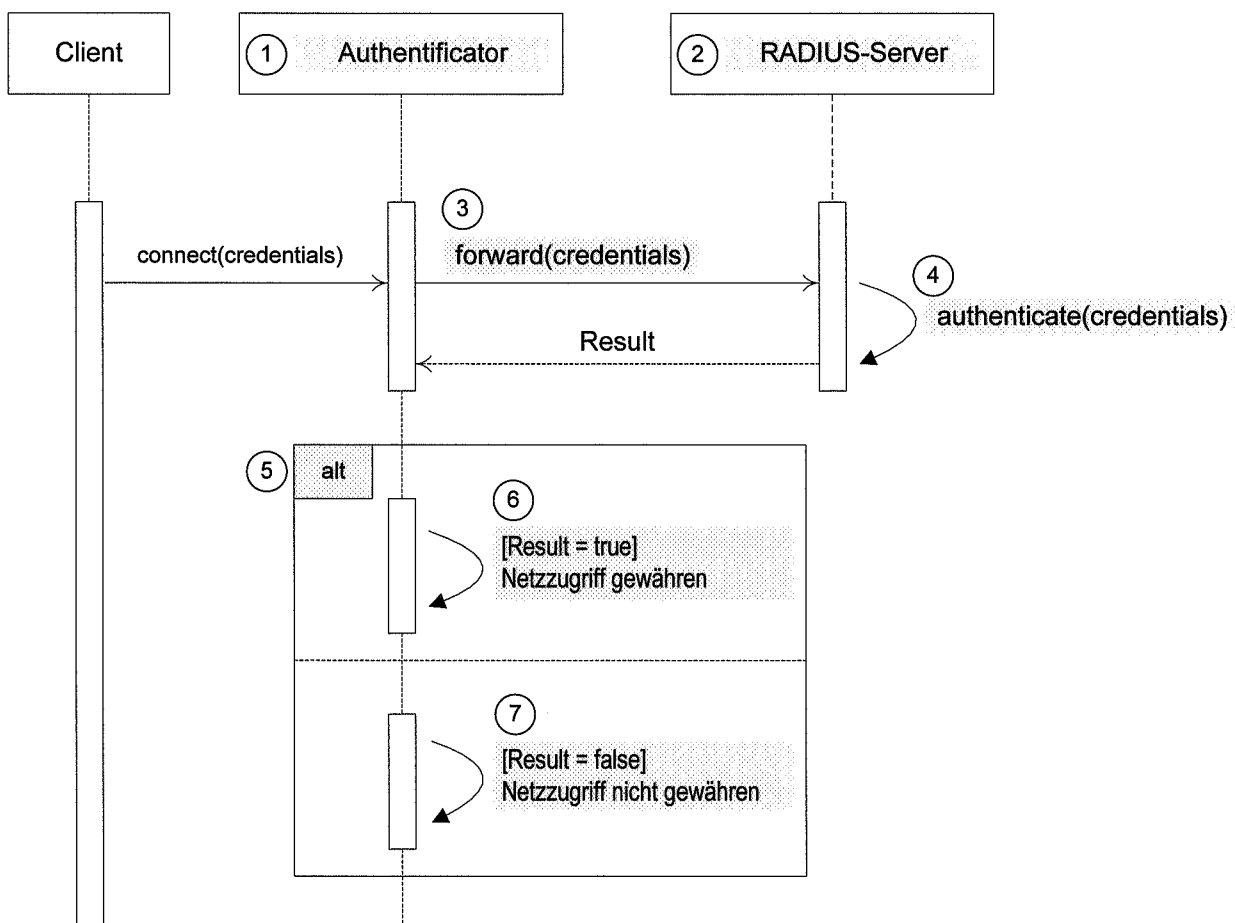 Client
1 Authentificator
2 RADIUS-Server
3
connect(credentials)
forward(credentials)
4
authenticate(credentials)
Result
5 alt
6
[Result = true]
Netzzugriff gewähren
7
[Result = false]
Netzzugriff nicht gewähren